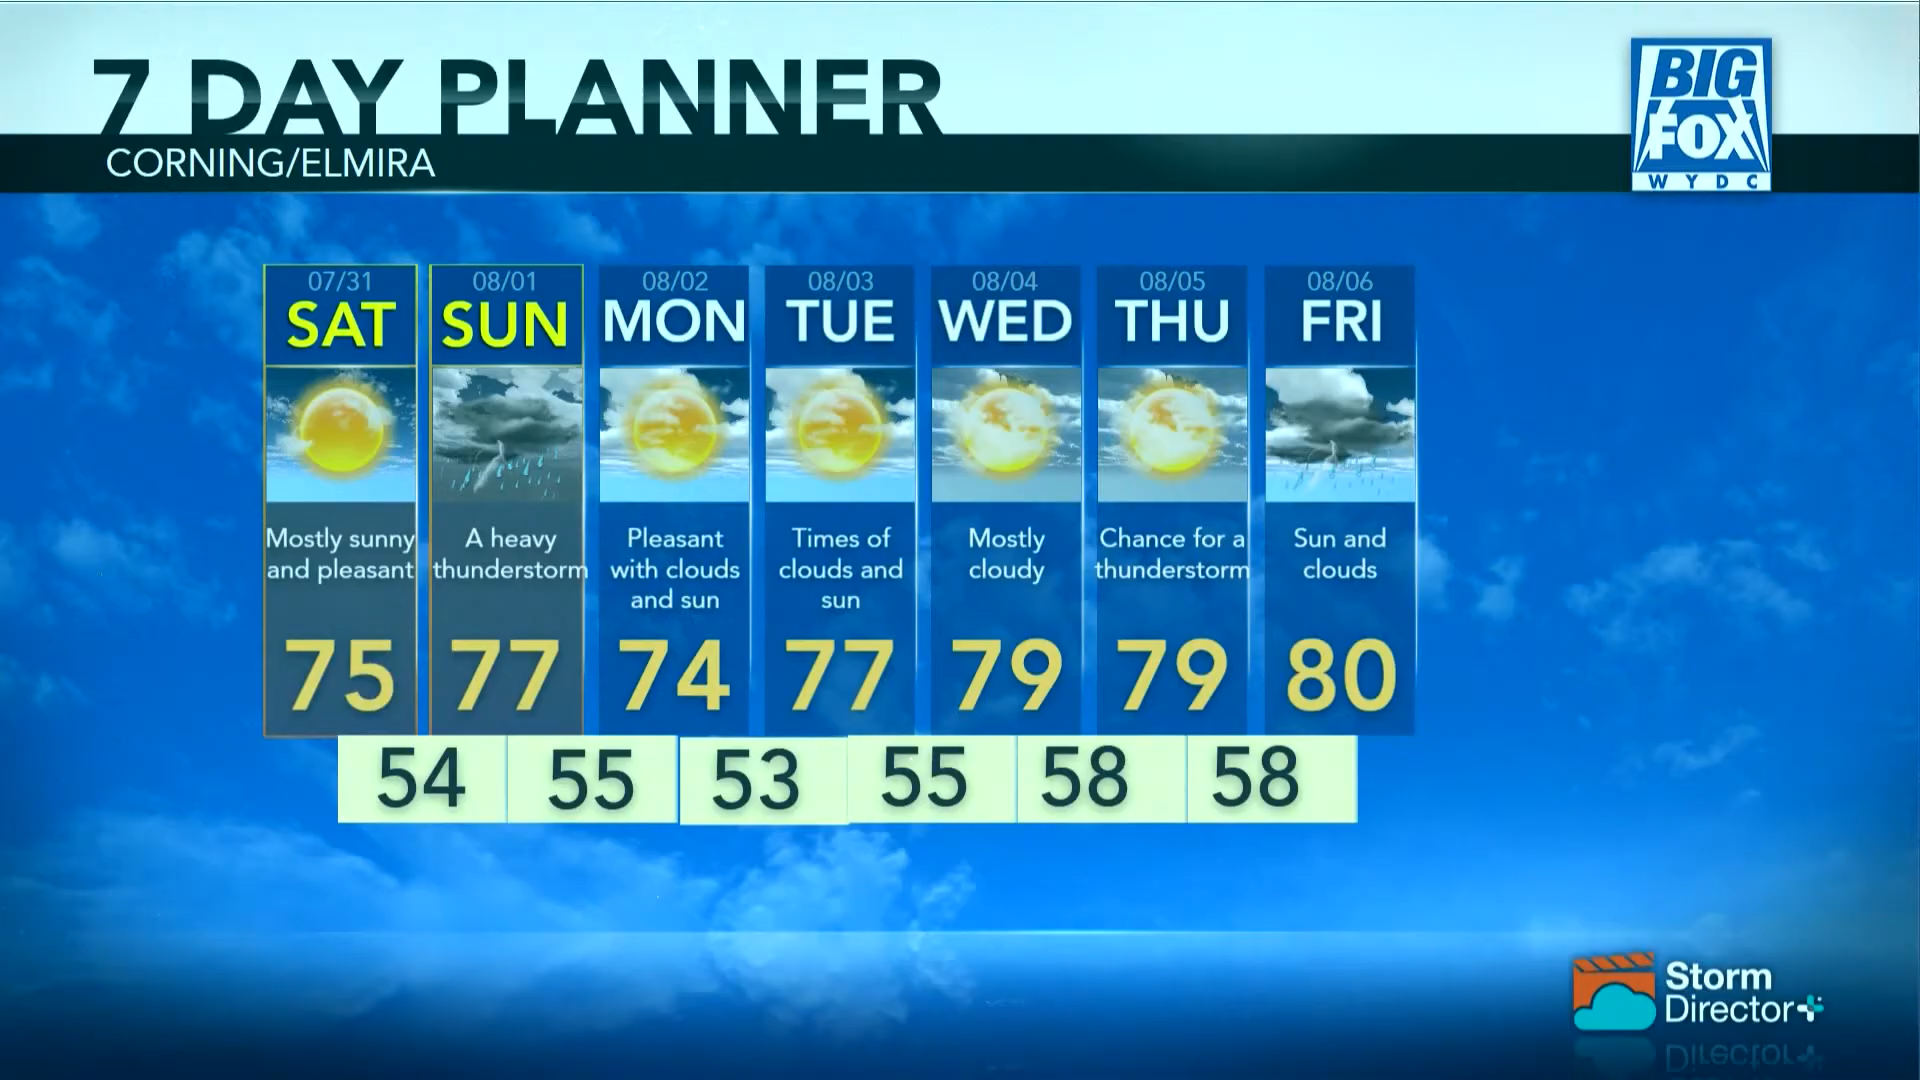 7 DAY PLANNER
CORNING/ELMIRA
BIG
FOX
WYDC
07/31
SAT
Mostly sunny
and pleasant
75
08/01
SUN
A heavy
thunderstorm
77
08/02
MON
Pleasant
with clouds
and sun
74
08/03
TUE
Times of
clouds and
sun
77
08/04
WED
Mostly
cloudy
79
08/05
THU
Chance for a
thunderstorm
79
08/06
FRI
Sun and
clouds
80
54 55 53 55 58 58
Storm
Director+